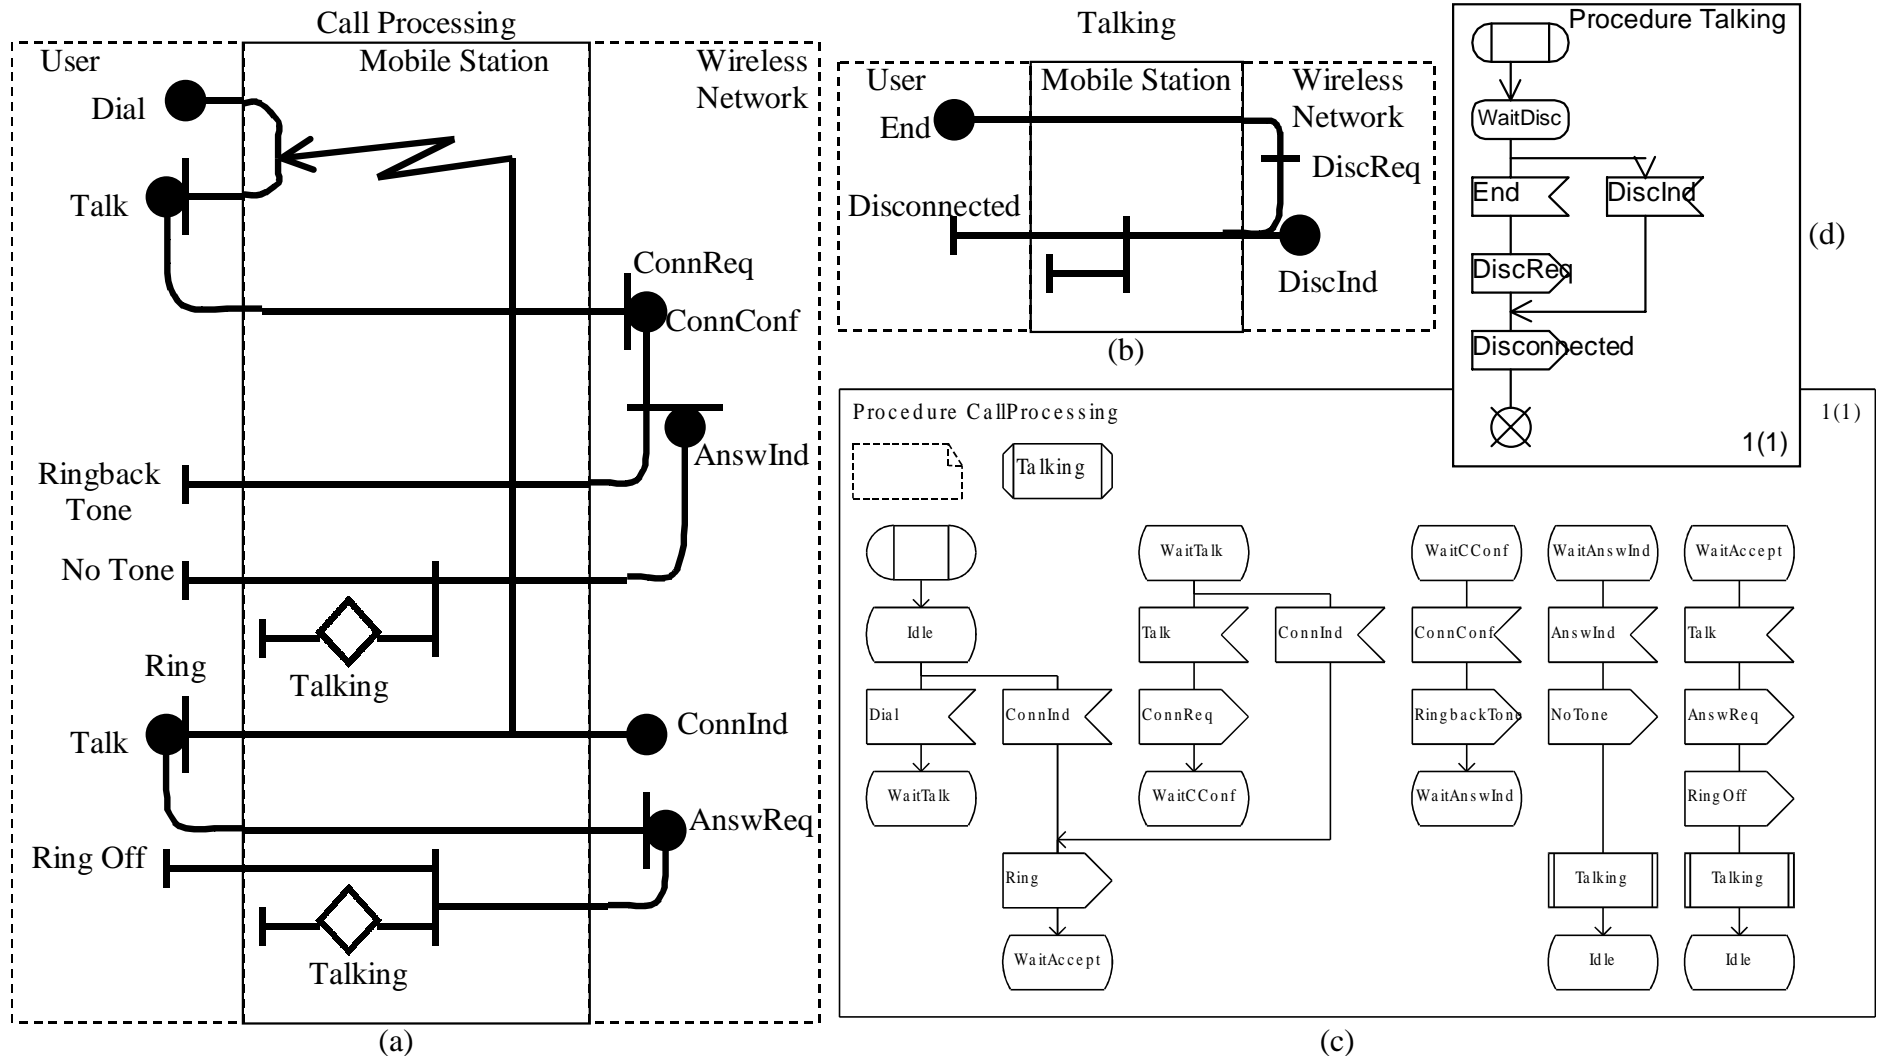 Call Processing
User
Mobile Station
Wireless
Network
Dial
Talk
ConnReq
ConnConf
AnswInd
Ringback
Tone
No Tone
Talking
Ring
Talk
ConnInd
AnswReq
Ring Off
Talking
(a)
Talking
User
Mobile Station
Wireless
Network
End
DiscReq
Disconnected
DiscInd
(b)
Procedure Talking
WaitDisc
End
DiscInd
DiscReq
Disconnected
1(1)
(d)
Procedure CallProcessing
1(1)
Talking
WaitTalk
WaitCConf
WaitAnswInd
WaitAccept
Idle
Talk
ConnInd
ConnConf
AnswInd
Talk
Dial
ConnInd
ConnReq
RingbackTone
NoTone
AnswReq
WaitTalk
WaitCConf
WaitAnswInd
RingOff
Ring
Talking
Talking
WaitAccept
Idle
Idle
(c)